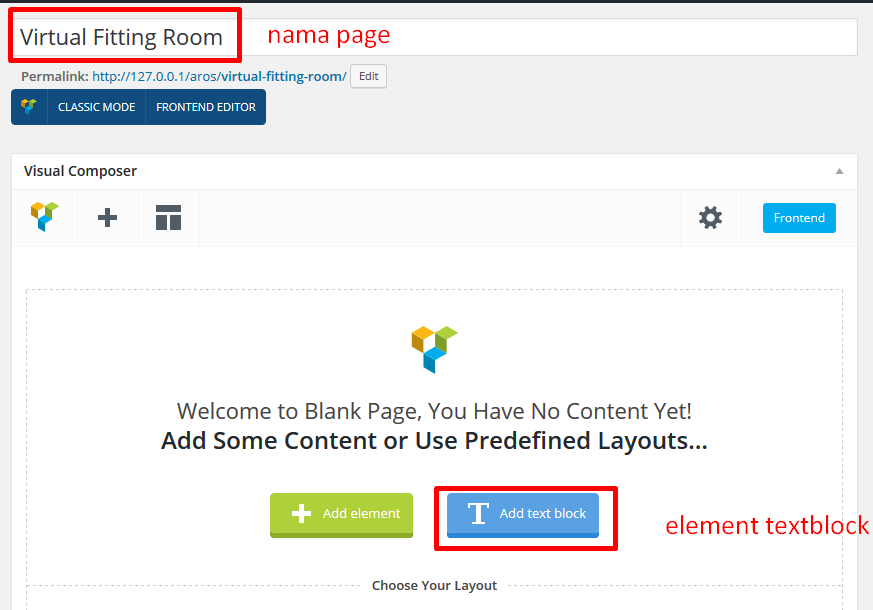 Virtual Fitting Room nama page
Permalink: http://127.0.0.1/aros/virtual-fitting-room/ Edit
CLASSIC MODE FRONTEND EDITOR
Visual Composer
Frontend
Welcome to Blank Page, You Have No Content Yet!
Add Some Content or Use Predefined Layouts...
Add element T Add text block element textblock
Choose Your Layout